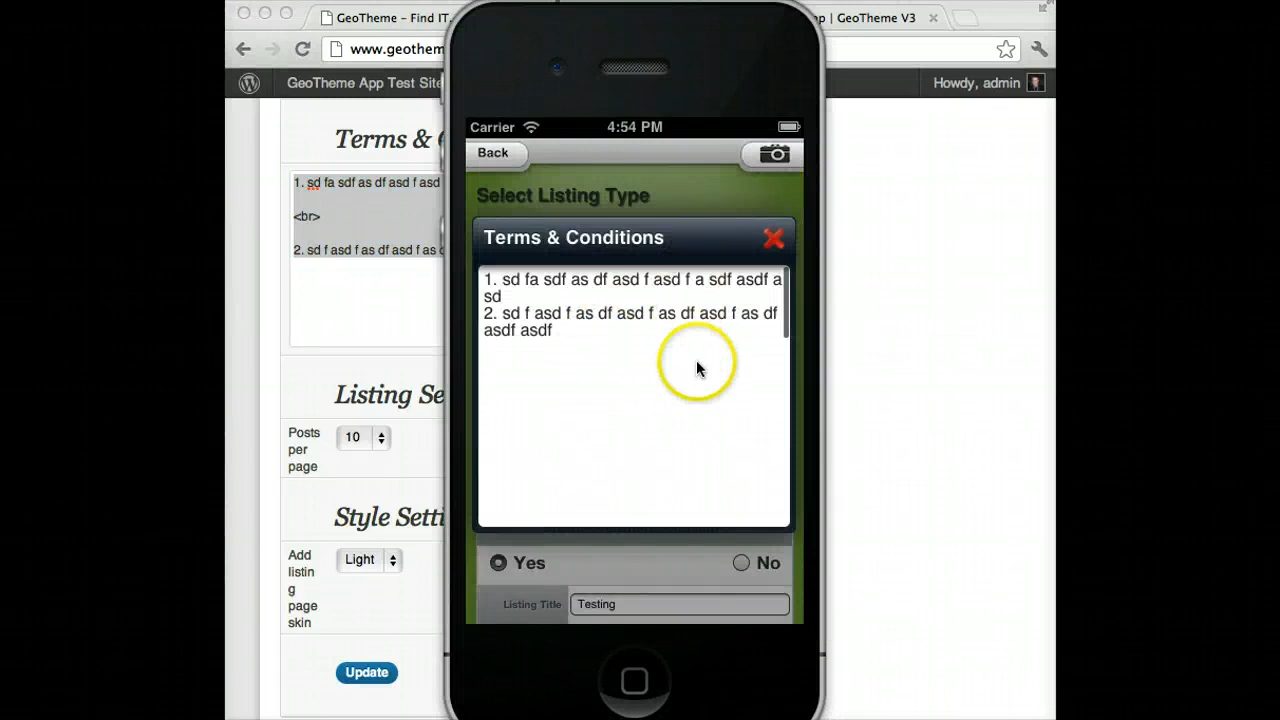 GeoTheme – Find IT.
p | GeoTheme V3
www.geothem
GeoTheme App Test Site
Howdy, admin
Terms &
1. sd fa sdf as df asd f asd
<br>
2. sd f asd f as df asd f as
Listing Se
Posts
per
page
10
Style Setti
Add
listin
g
page
skin
Light
Update
Carrier
4:54 PM
Back
Select Listing Type
Terms & Conditions
1. sd fa sdf as df asd f asd f a sdf asdf a
sd
2. sd f asd f as df asd f as df asd f as df
asdf asdf
Yes
No
Listing Title
Testing